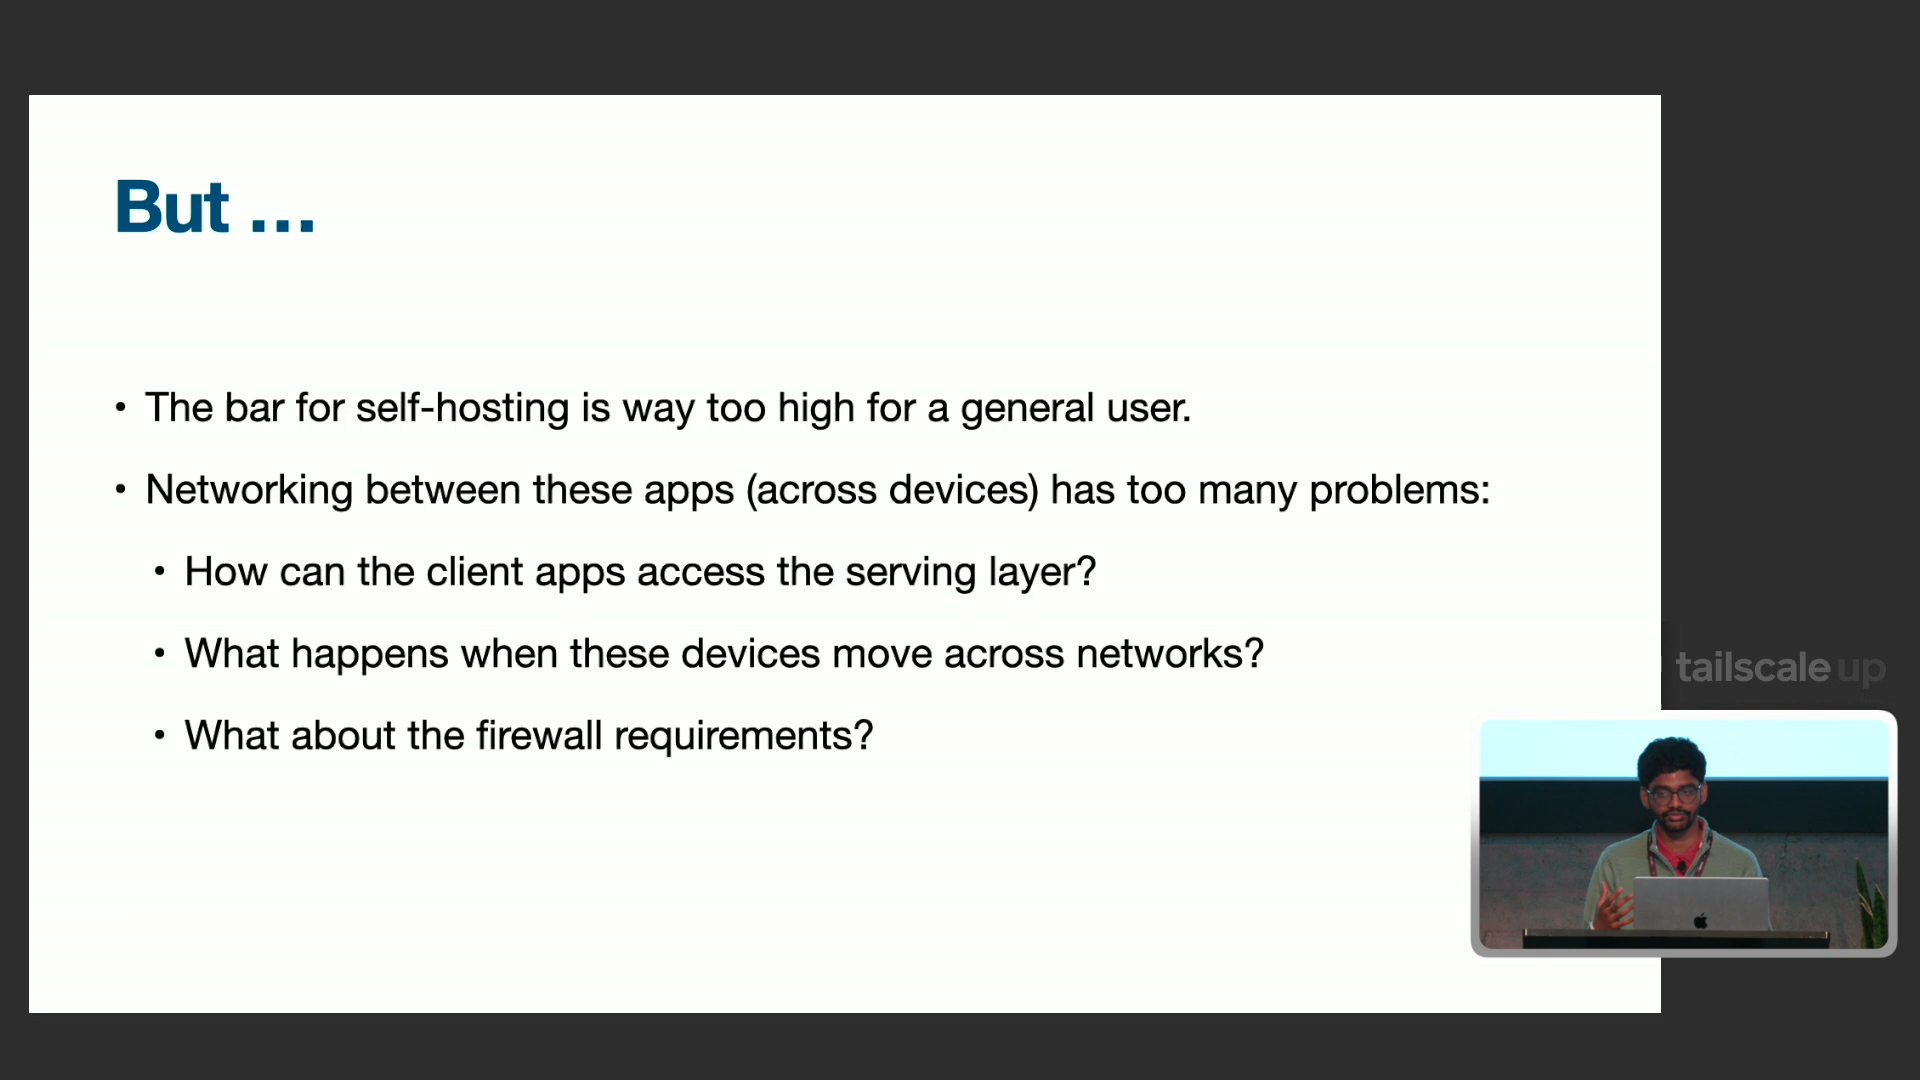 But ...
• The bar for self-hosting is way too high for a general user.
• Networking between these apps (across devices) has too many problems:
• How can the client apps access the serving layer?
• What happens when these devices move across networks?
• What about the firewall requirements?
tailscale up